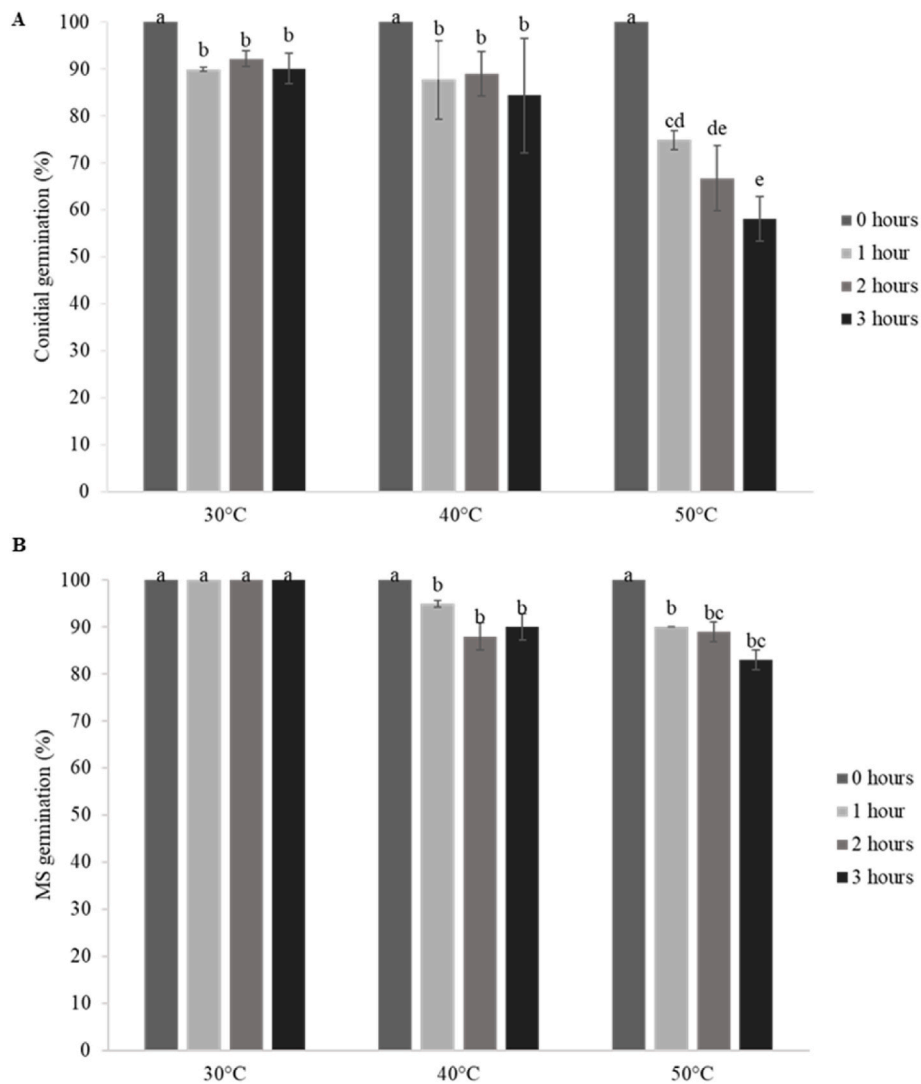 A
100
90
80
70
60
50
40
30
20
10
0
Conidial germination (%)
a b b b
a b b b
a cd de e
30°C 40°C 50°C
0 hours
1 hour
2 hours
3 hours
B
100
90
80
70
60
50
40
30
20
10
0
MS germination (%)
a a a a
a b b b
a b bc bc
30°C 40°C 50°C
0 hours
1 hour
2 hours
3 hours